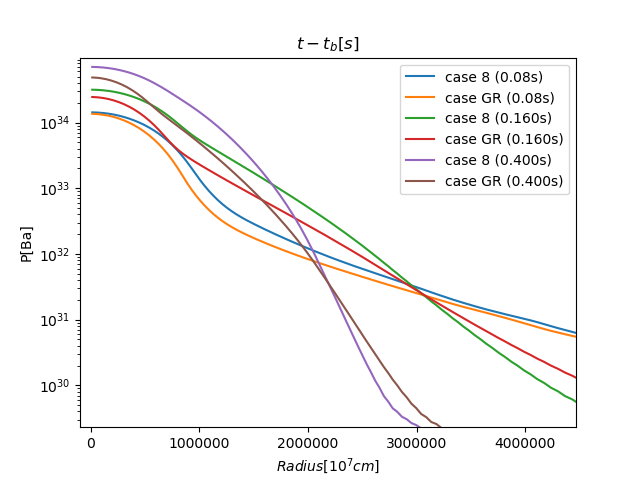 t − t_b[s]
case 8 (0.08s)
case GR (0.08s)
case 8 (0.160s)
case GR (0.160s)
case 8 (0.400s)
case GR (0.400s)
P[Ba]
10^34
10^33
10^32
10^31
10^30
0 1000000 2000000 3000000 4000000
Radius[10^7cm]